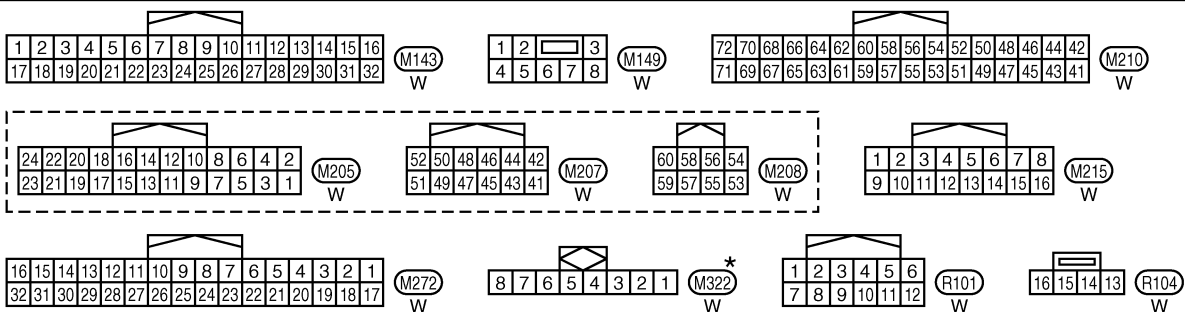 1 2 3 4 5 6 7 8 9 10 11 12 13 14 15 16
17 18 19 20 21 22 23 24 25 26 27 28 29 30 31 32
M143
W
1 2 3
4 5 6 7 8
M149
W
72 70 68 66 64 62 60 58 56 54 52 50 48 46 44 42
71 69 67 65 63 61 59 57 55 53 51 49 47 45 43 41
M210
W
24 22 20 18 16 14 12 10 8 6 4 2
23 21 19 17 15 13 11 9 7 5 3 1
M205
W
52 50 48 46 44 42
51 49 47 45 43 41
M207
W
60 58 56 54
59 57 55 53
M208
W
1 2 3 4 5 6 7 8
9 10 11 12 13 14 15 16
M215
W
16 15 14 13 12 11 10 9 8 7 6 5 4 3 2 1
32 31 30 29 28 27 26 25 24 23 22 21 20 19 18 17
M272
W
8 7 6 5 4 3 2 1
*
M322
W
1 2 3 4 5 6
7 8 9 10 11 12
R101
W
16 15 14 13
R104
W